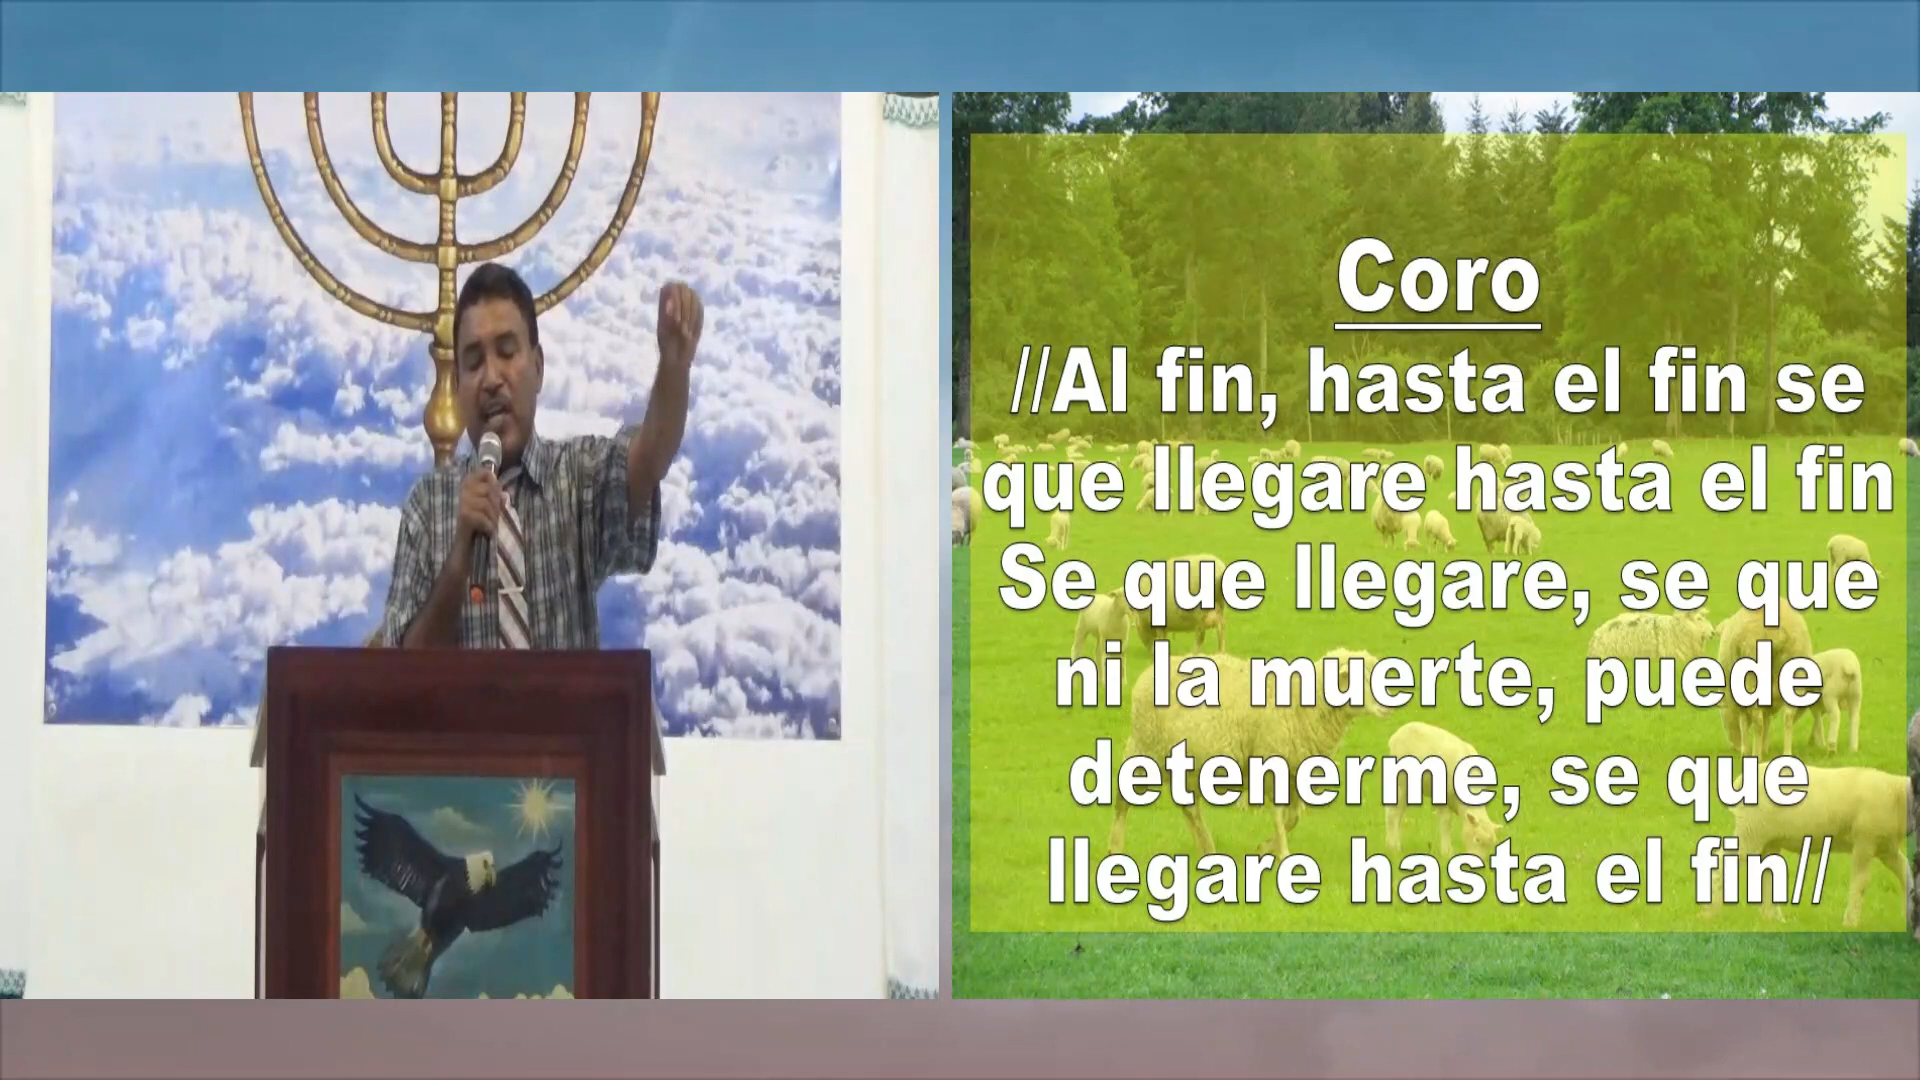 Coro
//Al fin, hasta el fin se
que llegare hasta el fin
Se que llegare, se que
ni la muerte, puede
detenerme, se que
llegare hasta el fin//